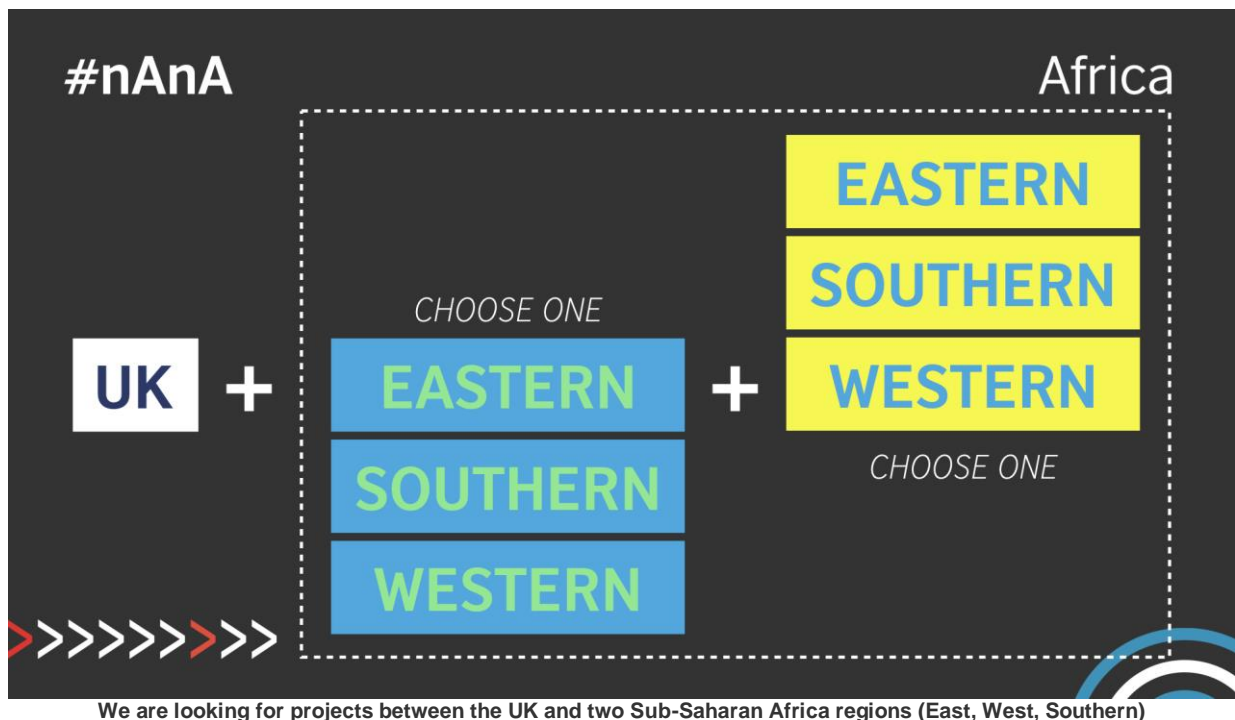 #nAnA
Africa
UK
+
CHOOSE ONE
EASTERN
SOUTHERN
WESTERN
+
EASTERN
SOUTHERN
WESTERN
CHOOSE ONE
>>>>>>>>>
We are looking for projects between the UK and two Sub-Saharan Africa regions (East, West, Southern)